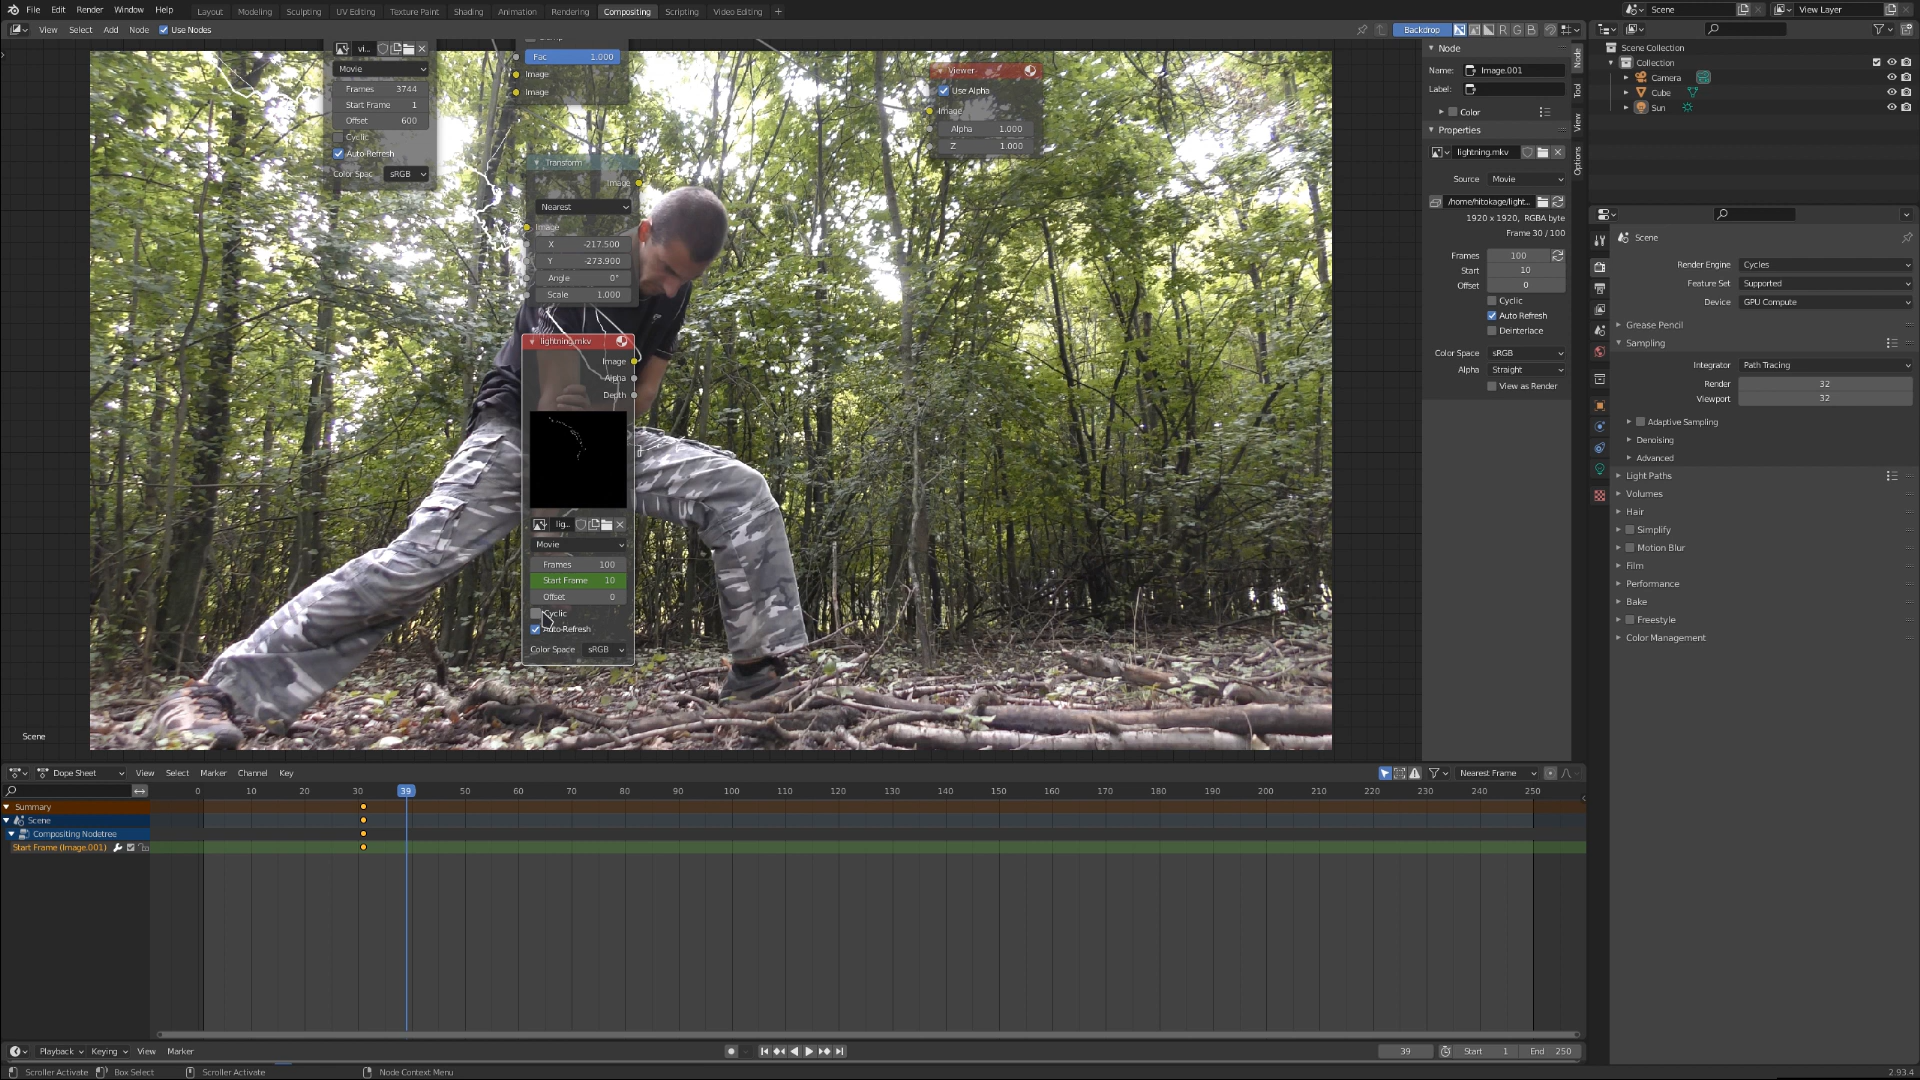 File Edit Render Window Help Layout Modeling Sculpting UV Editing Texture Paint Shading Animation Rendering Compositing Scripting Video Editing +
Scene View Layer
View Select Add Node Use Nodes Backdrop R G B
vi...
Movie
Frames 3744
Start Frame 1
Offset 600
Cyclic
Auto Refresh
Color Spac sRGB
Fac 1.000
Image
Image
Viewer
Use Alpha
Image
Alpha 1.000
Z 1.000
Transform
Image
Nearest
Image
X -217.500
Y -273.900
Angle 0°
Scale 1.000
lightning.mkv
Image
Alpha
Depth
lig...
Movie
Frames 100
Start Frame 10
Offset 0
Cyclic
Auto-Refresh
Color Space sRGB
Scene
Node
Name: Image.001
Label:
Color
Properties
lightning.mkv
Source Movie
/home/hitokage/light...
1920 x 1920, RGBA byte
Frame 30 / 100
Frames 100
Start 10
Offset 0
Cyclic
Auto Refresh
Deinterlace
Color Space sRGB
Alpha Straight
View as Render
Node
Tool
View
Options
Scene Collection
Collection
Camera
Cube
Sun
Scene
Render Engine Cycles
Feature Set Supported
Device GPU Compute
Grease Pencil
Sampling
Integrator Path Tracing
Render 32
Viewport 32
Adaptive Sampling
Denoising
Advanced
Light Paths
Volumes
Hair
Simplify
Motion Blur
Film
Performance
Bake
Freestyle
Color Management
Dope Sheet View Select Marker Channel Key Nearest Frame
0 10 20 30 39 50 60 70 80 90 100 110 120 130 140 150 160 170 180 190 200 210 220 230 240 250
Summary
Scene
Compositing Nodetree
Start Frame (Image.001)
Playback Keying View Marker 39 Start 1 End 250
Scroller Activate Box Select Scroller Activate Node Context Menu 2.93.4